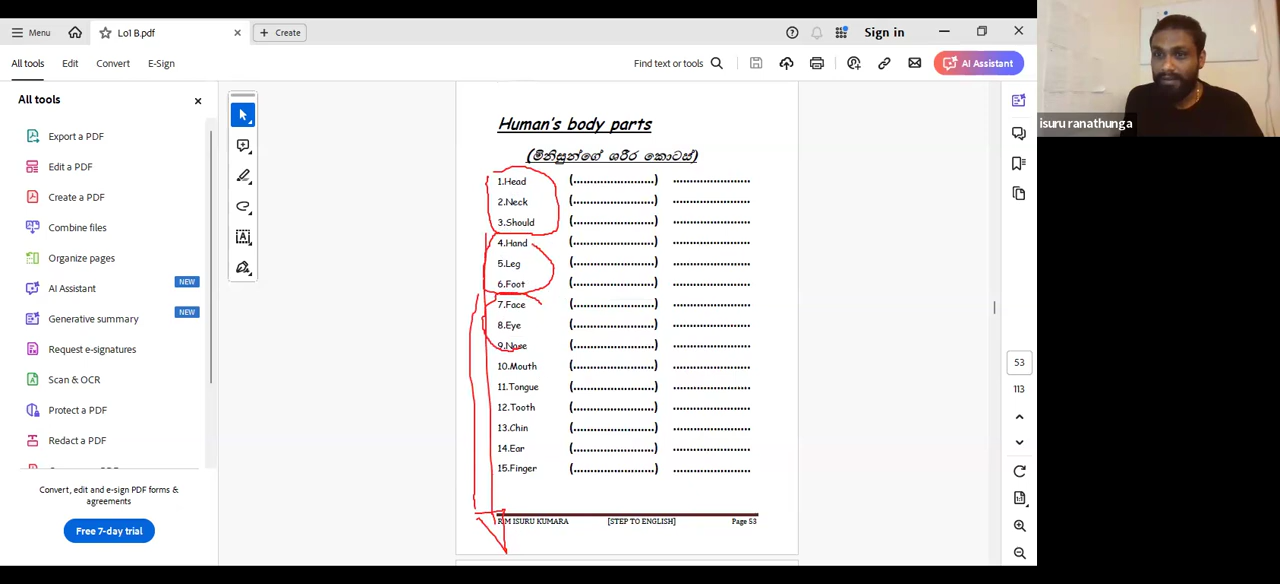 Menu
Lo1 B.pdf
Create
Sign in
All tools
Edit
Convert
E-Sign
Find text or tools
AI Assistant
All tools
Export a PDF
Edit a PDF
Create a PDF
Combine files
Organize pages
AI Assistant
NEW
Generative summary
NEW
Request e-signatures
Scan & OCR
Protect a PDF
Redact a PDF
Convert, edit and e-sign PDF forms &
agreements
Free 7-day trial
Human's body parts
(මිනිසුන්ගේ ශරීර කොටස්)
1.Head (........................) .......................
2.Neck (........................) .......................
3.Should (........................) .......................
4.Hand (........................) .......................
5.Leg (........................) .......................
6.Foot (........................) .......................
7.Face (........................) .......................
8.Eye (........................) .......................
9.Nose (........................) .......................
10.Mouth (........................) .......................
11.Tongue (........................) .......................
12.Tooth (........................) .......................
13.Chin (........................) .......................
14.Ear (........................) .......................
15.Finger (........................) .......................
R.M ISURU KUMARA [STEP TO ENGLISH] Page 53
53
113
isuru ranathunga